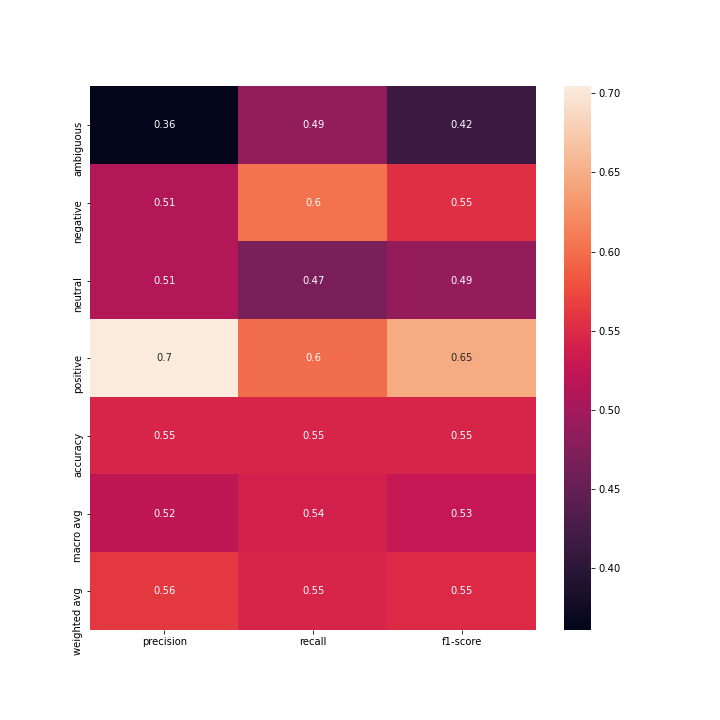 ambiguous 0.36 0.49 0.42
negative 0.51 0.6 0.55
neutral 0.51 0.47 0.49
positive 0.7 0.6 0.65
accuracy 0.55 0.55 0.55
macro avg 0.52 0.54 0.53
weighted avg 0.56 0.55 0.55
precision recall f1-score
0.70
0.65
0.60
0.55
0.50
0.45
0.40